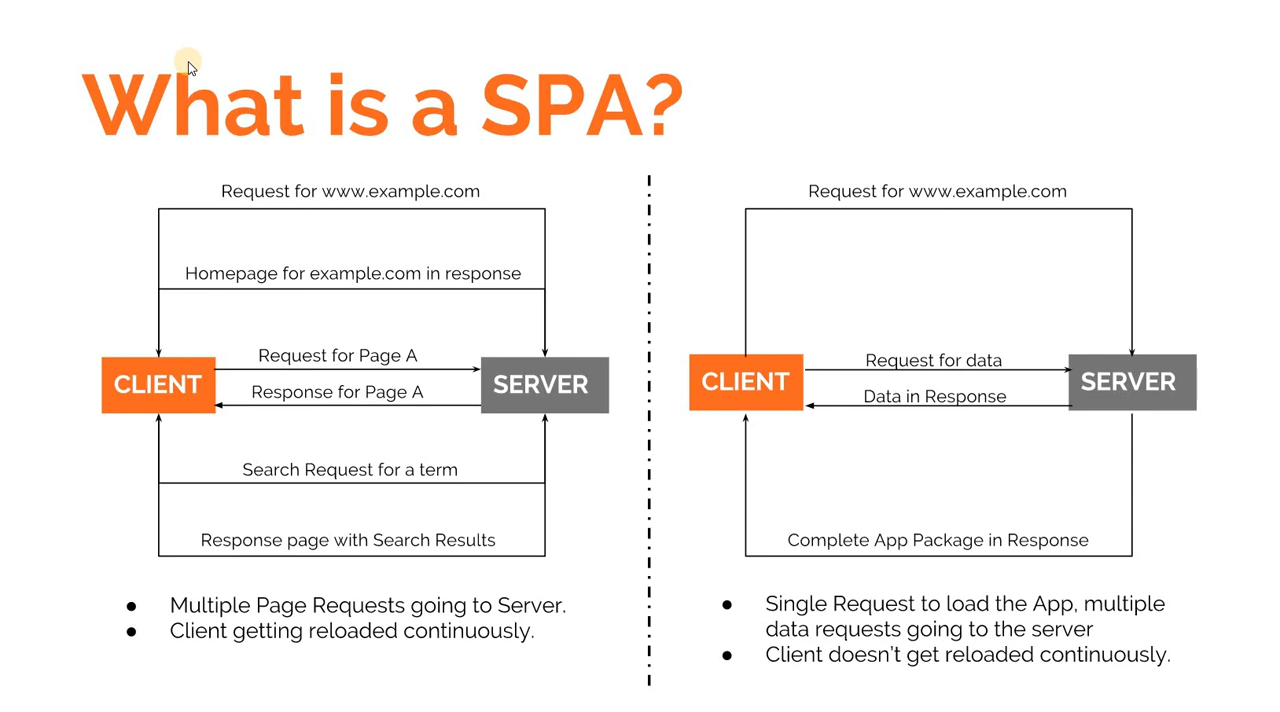 What is a SPA?
Request for www.example.com
Homepage for example.com in response
Request for Page A
Response for Page A
CLIENT
SERVER
Search Request for a term
Response page with Search Results
● Multiple Page Requests going to Server.
● Client getting reloaded continuously.
Request for www.example.com
Request for data
Data in Response
CLIENT
SERVER
Complete App Package in Response
● Single Request to load the App, multiple
data requests going to the server
● Client doesn't get reloaded continuously.